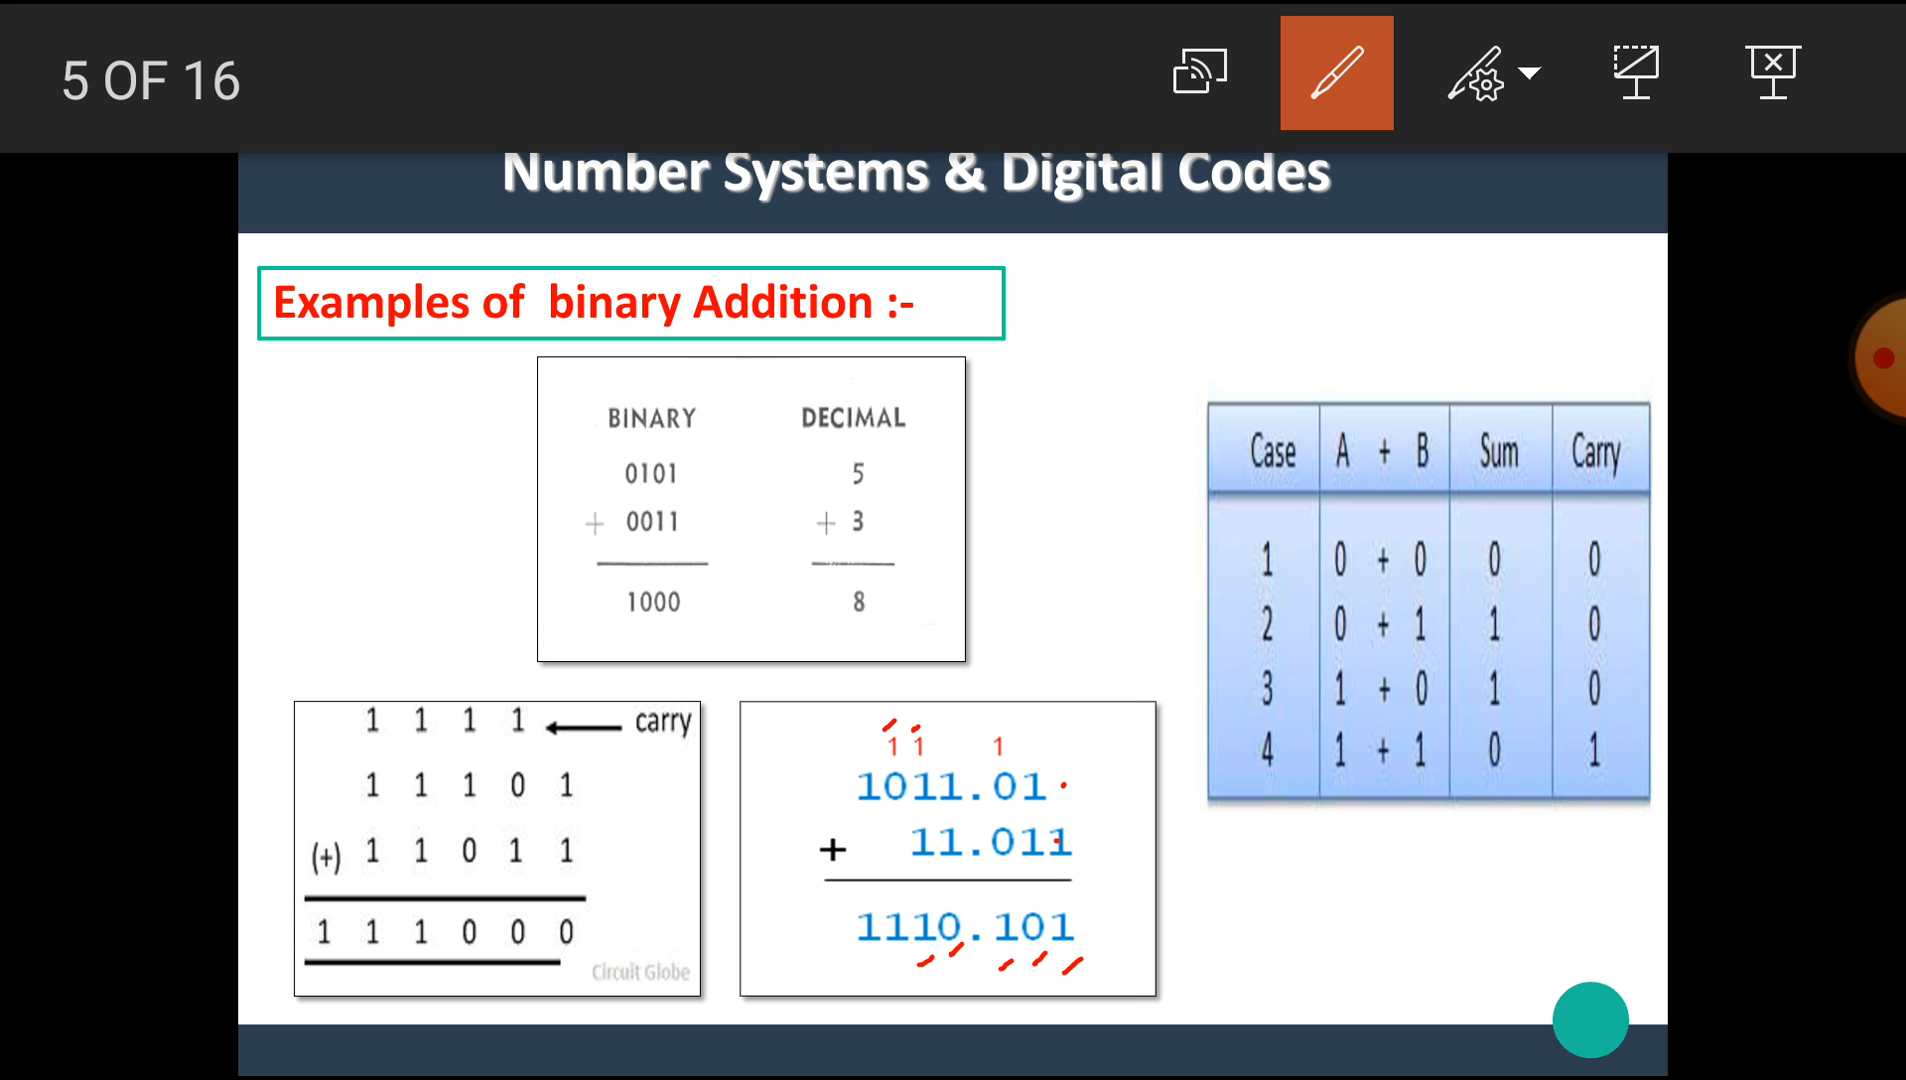 5 OF 16
Number Systems & Digital Codes
Examples of binary Addition :-
BINARY DECIMAL
0101 5
+ 0011 + 3
1000 8
Case A + B Sum Carry
1 0 + 0 0 0
2 0 + 1 1 0
3 1 + 0 1 0
4 1 + 1 0 1
1 1 1 1 carry
1 1 1 0 1
(+) 1 1 0 1 1
1 1 1 0 0 0
Circuit Globe
1 1 1
1011.01
+ 11.011
1110.101